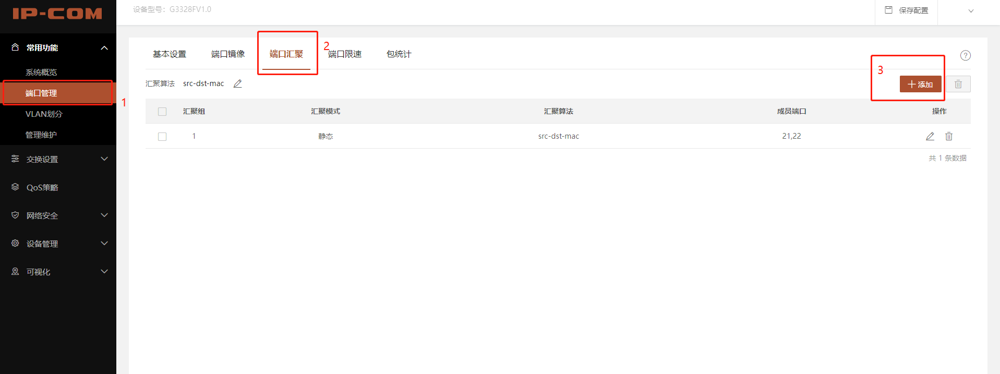 IP-COM
设备型号：G3328FV1.0
保存配置
常用功能
系统概览
端口管理
1
VLAN划分
管理维护
交换设置
QoS策略
网络安全
设备管理
可视化
基本设置 端口镜像 端口汇聚 2 端口限速 包统计
?
汇聚算法 src-dst-mac
3
添加
汇聚组 汇聚模式 汇聚算法 成员端口 操作
1 静态 src-dst-mac 21,22
共 1 条数据